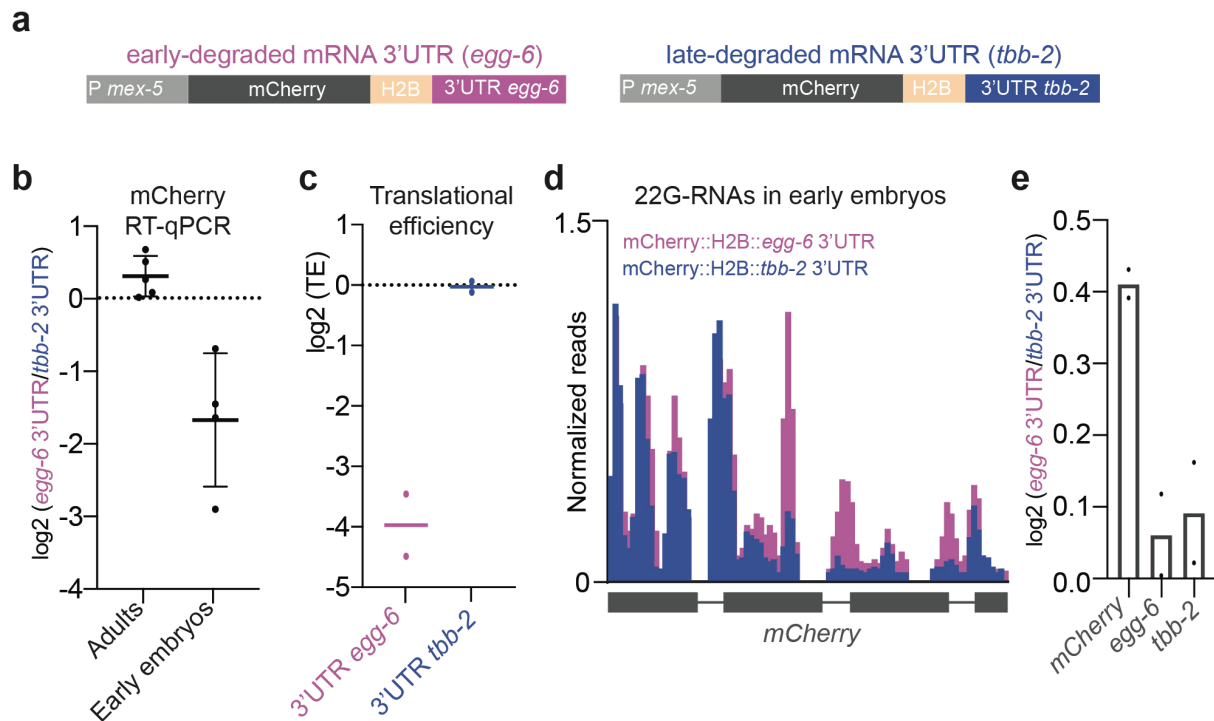 a
early-degraded mRNA 3'UTR (egg-6)
P mex-5 mCherry H2B 3'UTR egg-6
late-degraded mRNA 3'UTR (tbb-2)
P mex-5 mCherry H2B 3'UTR tbb-2
b
mCherry
RT-qPCR
log2 (egg-6 3'UTR/tbb-2 3'UTR)
1
0
-1
-2
-3
-4
Adults
Early embryos
c
Translational
efficiency
log2 (TE)
1
0
-1
-2
-3
-4
-5
3'UTR egg-6
3'UTR tbb-2
d
22G-RNAs in early embryos
1.5
mCherry::H2B::egg-6 3'UTR
mCherry::H2B::tbb-2 3'UTR
Normalized reads
0
mCherry
e
log2 (egg-6 3'UTR/tbb-2 3'UTR)
0.5
0.4
0.3
0.2
0.1
0.0
mCherry
egg-6
tbb-2